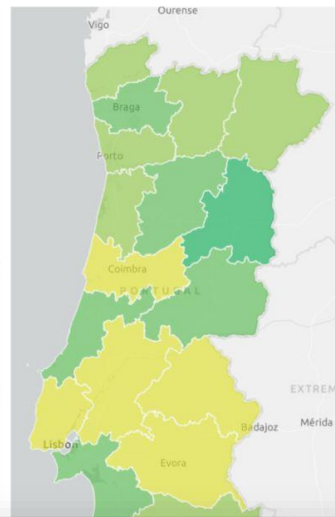 Ourense
Vigo
Braga
Porto
Coimbra
PORTUGAL
EXTREM
Badajoz
Mérida
Lisbon
Evora